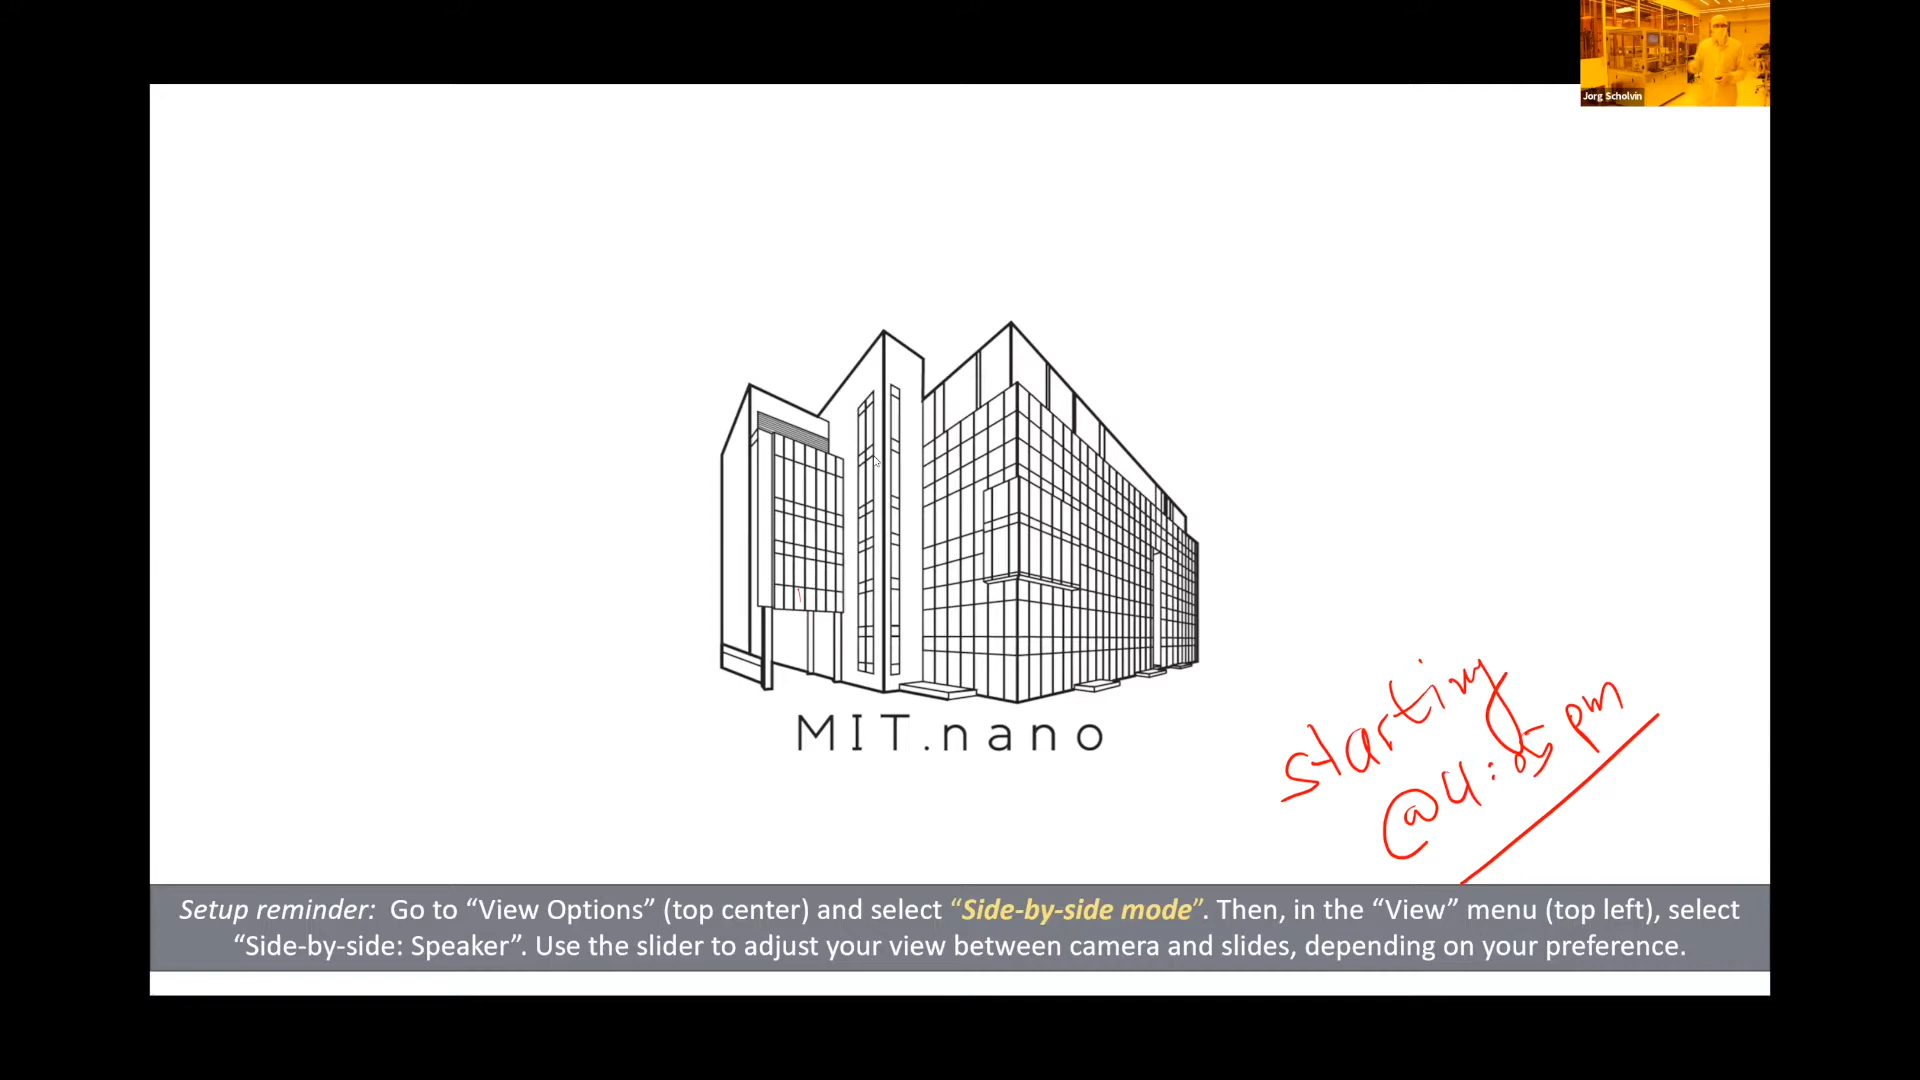 Jorg Scholvin
MIT.nano
starting
@4:05 pm
Setup reminder: Go to “View Options” (top center) and select “Side-by-side mode”. Then, in the “View” menu (top left), select
“Side-by-side: Speaker”. Use the slider to adjust your view between camera and slides, depending on your preference.